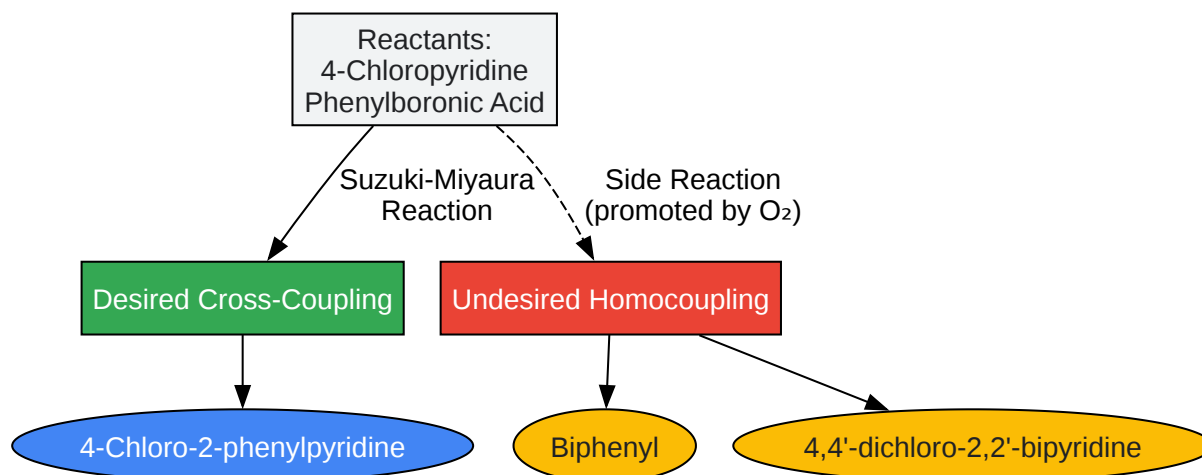 Reactants:
4-Chloropyridine
Phenylboronic Acid
Suzuki-Miyaura
Reaction
Side Reaction
(promoted by O₂)
Desired Cross-Coupling
Undesired Homocoupling
4-Chloro-2-phenylpyridine
Biphenyl
4,4'-dichloro-2,2'-bipyridine